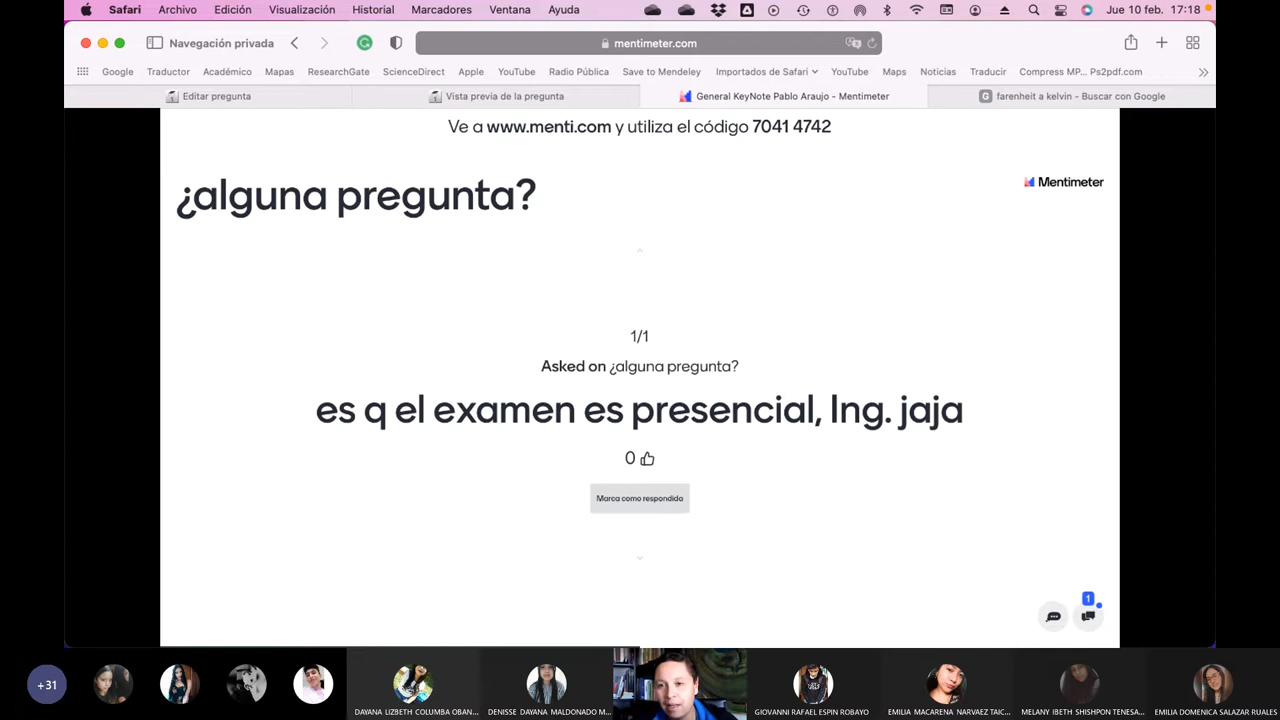 Safari Archivo Edición Visualización Historial Marcadores Ventana Ayuda Jue 10 feb. 17:18
Navegación privada mentimeter.com
Google Traductor Académico Mapas ResearchGate ScienceDirect Apple YouTube Radio Pública Save to Mendeley Importados de Safari YouTube Maps Noticias Traducir Compress MP... Ps2pdf.com
Editar pregunta Vista previa de la pregunta General KeyNote Pablo Araujo - Mentimeter G farenheit a kelvin - Buscar con Google
Ve a www.menti.com y utiliza el código 7041 4742
¿alguna pregunta?
Mentimeter
1/1
Asked on ¿alguna pregunta?
es q el examen es presencial, Ing. jaja
0
Marca como respondida
1
+31
DAYANA LIZBETH COLUMBA OBAN... DENISSE DAYANA MALDONADO M... GIOVANNI RAFAEL ESPIN ROBAYO EMILIA MACARENA NARVAEZ TAIC... MELANY IBETH SHISHPON TENESA... EMILIA DOMENICA SALAZAR RUALES